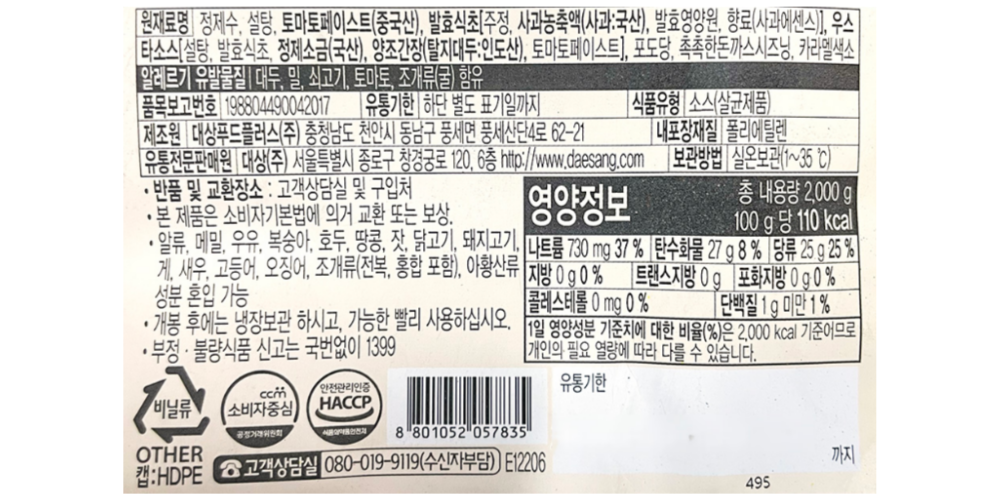 원재료명 정제수, 설탕, 토마토페이스트(중국산), 발효식초[주정, 사과농축액(사과:국산), 발효영양원, 향료(사과에센스)], 우스
타소스[설탕, 발효식초, 정제소금(국산), 양조간장(탈지대두:인도산), 토마토페이스트], 포도당, 촉촉한돈까스시즈닝, 카라멜색소
알레르기 유발물질 대두, 밀, 쇠고기, 토마토, 조개류(굴) 함유
품목보고번호 198804490042017 유통기한 하단 별도 표기일까지 식품유형 소스(살균제품)
제조원 대상푸드플러스(주) 충청남도 천안시 동남구 풍세면 풍세산단4로 62-21 내포장재질 폴리에틸렌
유통전문판매원 대상(주) 서울특별시 종로구 창경궁로 120, 6층 http://www.daesang.com 보관방법 실온보관(1~35 ℃)
• 반품 및 교환장소 : 고객상담실 및 구입처
• 본 제품은 소비자기본법에 의거 교환 또는 보상.
• 알류, 메밀, 우유, 복숭아, 호두, 땅콩, 잣, 닭고기, 돼지고기,
게, 새우, 고등어, 오징어, 조개류(전복, 홍합 포함), 아황산류
성분 혼입 가능
• 개봉 후에는 냉장보관 하시고, 가능한 빨리 사용하십시오.
• 부정 · 불량식품 신고는 국번없이 1399
영양정보 총 내용량 2,000 g
100 g 당 110 kcal
나트륨 730 mg 37 % 탄수화물 27 g 8 % 당류 25 g 25 %
지방 0 g 0 % 트랜스지방 0 g 포화지방 0 g 0 %
콜레스테롤 0 mg 0 % 단백질 1 g 미만 1 %
1일 영양성분 기준치에 대한 비율(%)은 2,000 kcal 기준이므로
개인의 필요 열량에 따라 다를 수 있습니다.
비닐류
OTHER
캡:HDPE
ccm
소비자중심
공정거래위원회
안전관리인증
HACCP
식품의약품안전처
8 801052 057835
고객상담실 080-019-9119(수신자부담) E12206
유통기한
까지
495